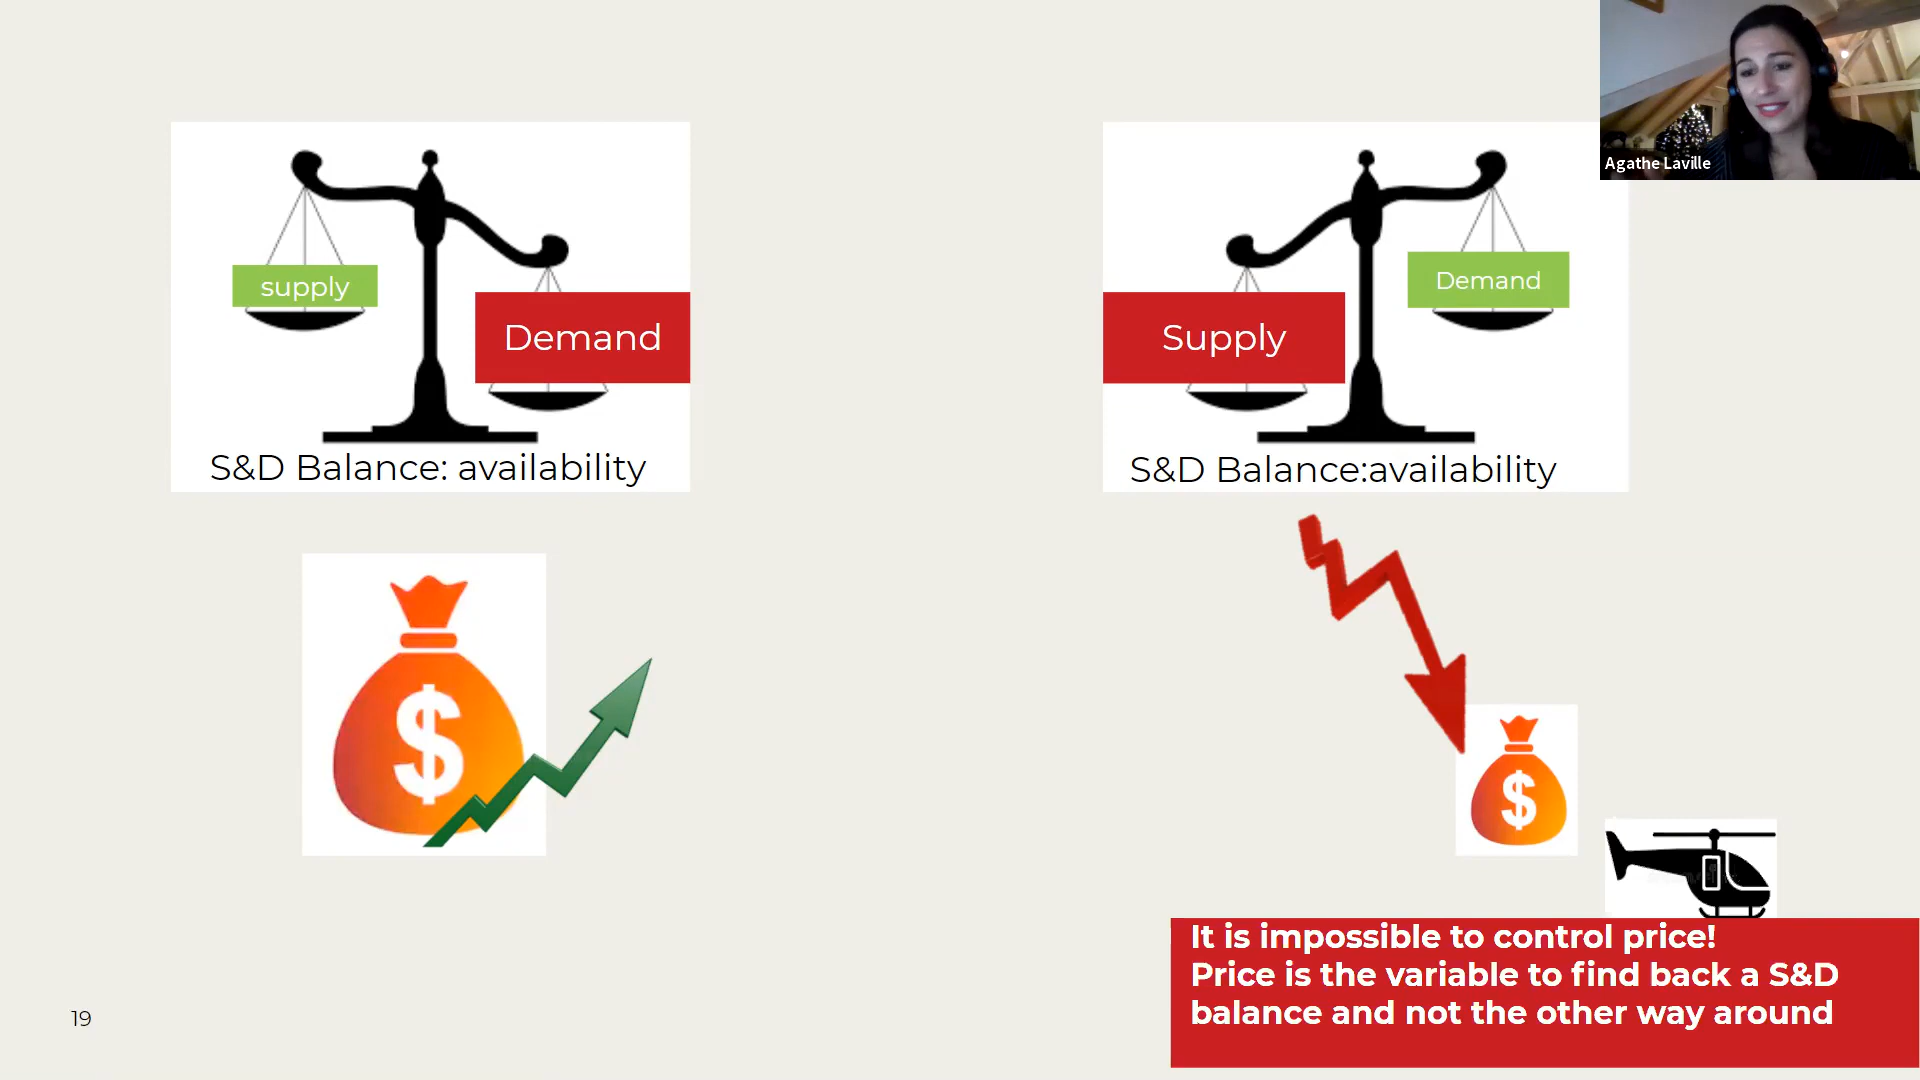 Agathe Laville
supply
Demand
S&D Balance: availability
Demand
Supply
S&D Balance:availability
$
$
It is impossible to control price!
Price is the variable to find back a S&D
balance and not the other way around
19